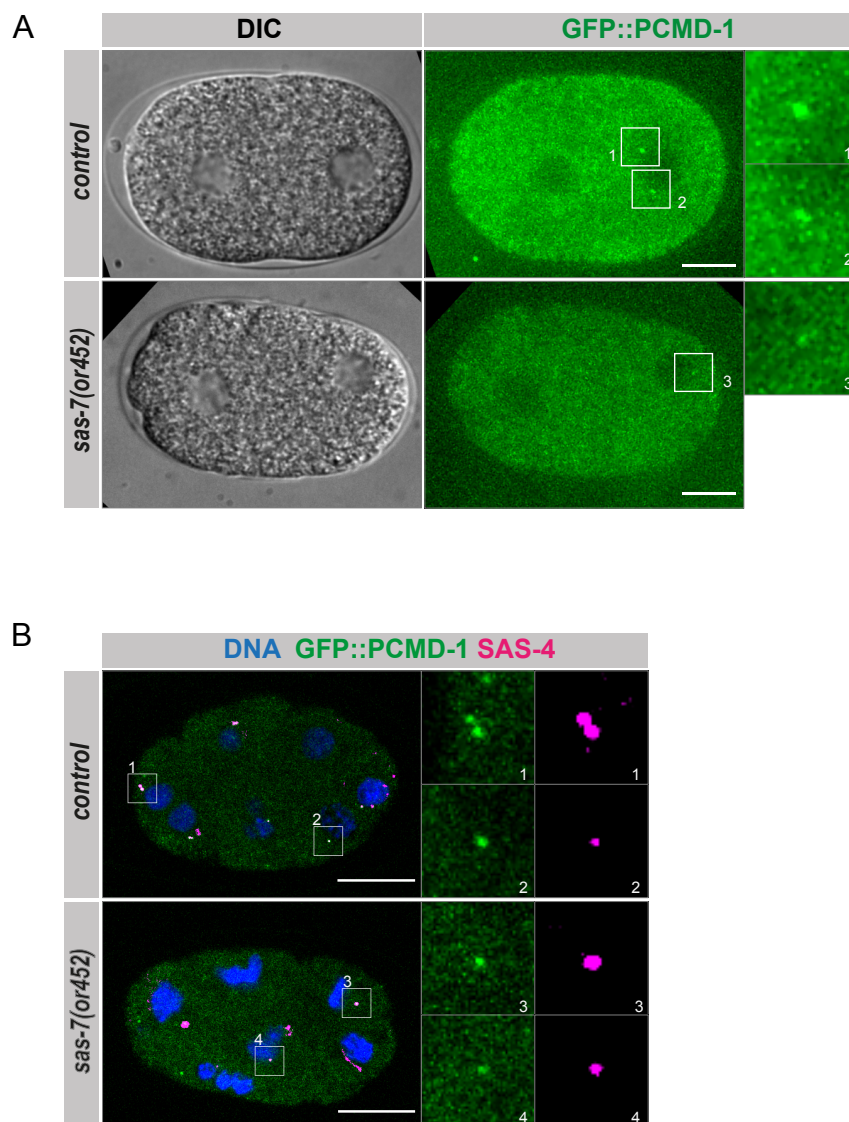 A
DIC
GFP::PCMD-1
control
1
2
1
2
sas-7(or452)
3
3
B
DNA GFP::PCMD-1 SAS-4
control
1
2
1
1
2
2
sas-7(or452)
3
4
3
3
4
4